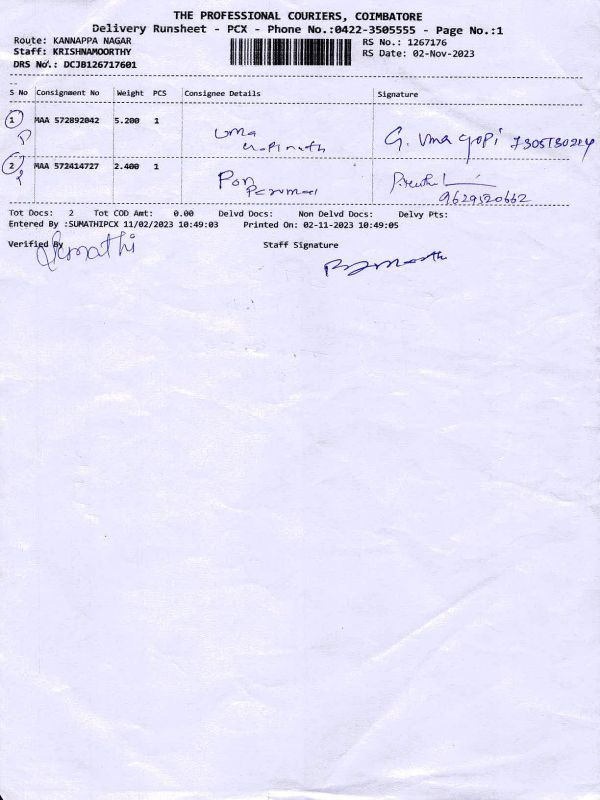 THE PROFESSIONAL COURIERS, COIMBATORE
Delivery Runsheet - PCX - Phone No.:0422-3505555 - Page No.:1
Route: KANNAPPA NAGAR
RS No.: 1267176
Staff: KRISHNAMOORTHY
RS Date: 02-Nov-2023
DRS No.: DCJB126717601
S No Consignment No Weight PCS Consignee Details Signature
1 MAA 572892042 5.200 1 Uma Gopinath G. Uma Gopi
2 MAA 572414727 2.400 1 Pon Perumal
9629520662
Tot Docs: 2 Tot COD Amt: 0.00 Delvd Docs: Non Delvd Docs: Delvy Pts:
Entered By :SUMATHIPCX 11/02/2023 10:49:03 Printed On: 02-11-2023 10:49:05
Verified By Staff Signature
Sumathi